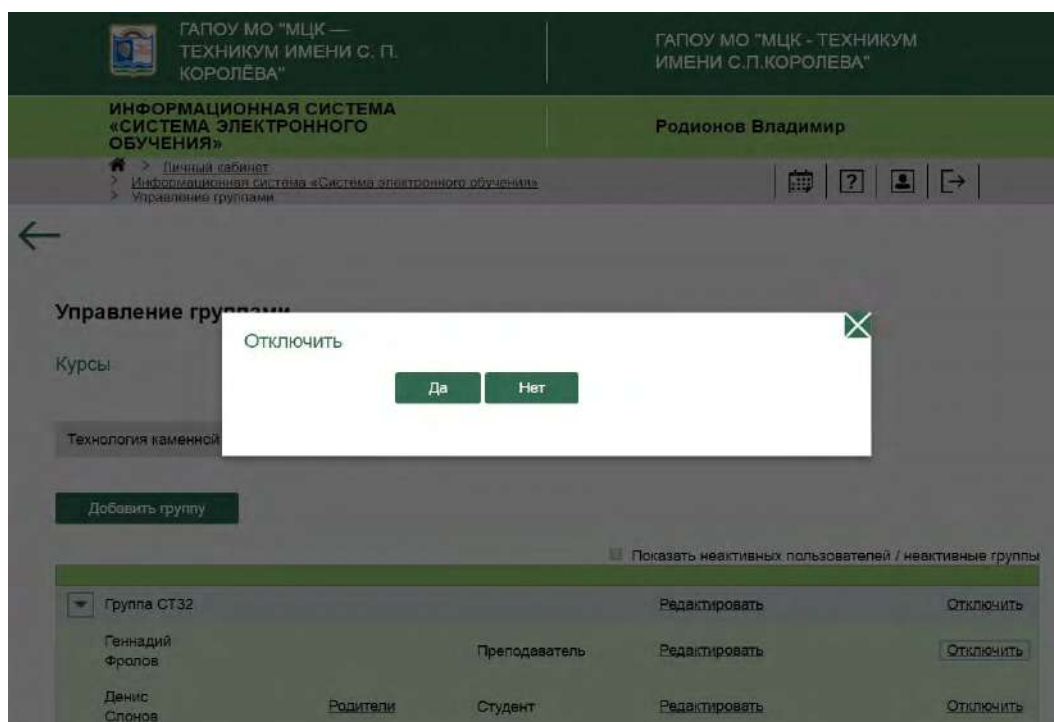 ГАПОУ МО "МЦК —
ТЕХНИКУМ ИМЕНИ С. П.
КОРОЛЁВА"
ГАПОУ МО "МЦК - ТЕХНИКУМ
ИМЕНИ С.П.КОРОЛЕВА"
ИНФОРМАЦИОННАЯ СИСТЕМА
«СИСТЕМА ЭЛЕКТРОННОГО
ОБУЧЕНИЯ»
Родионов Владимир
> Личный кабинет
> Информационная система «Система электронного обучения»
> Управление группами
Управление группами
Отключить
Курсы
Да Нет
Технология каменной
Добавить группу
Показать неактивных пользователей / неактивные группы
Группа СТ32 Редактировать Отключить
Геннадий
Фролов Преподаватель Редактировать Отключить
Денис
Слонов Родители Студент Редактировать Отключить